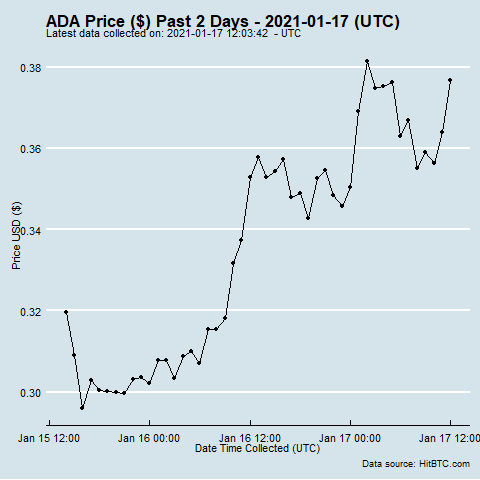 ADA Price ($) Past 2 Days - 2021-01-17 (UTC)
Latest data collected on: 2021-01-17 12:03:42 - UTC
0.38
0.36
0.34
0.32
0.30
Price USD ($)
Jan 15 12:00 Jan 16 00:00 Jan 16 12:00 Jan 17 00:00 Jan 17 12:00
Date Time Collected (UTC)
Data source: HitBTC.com